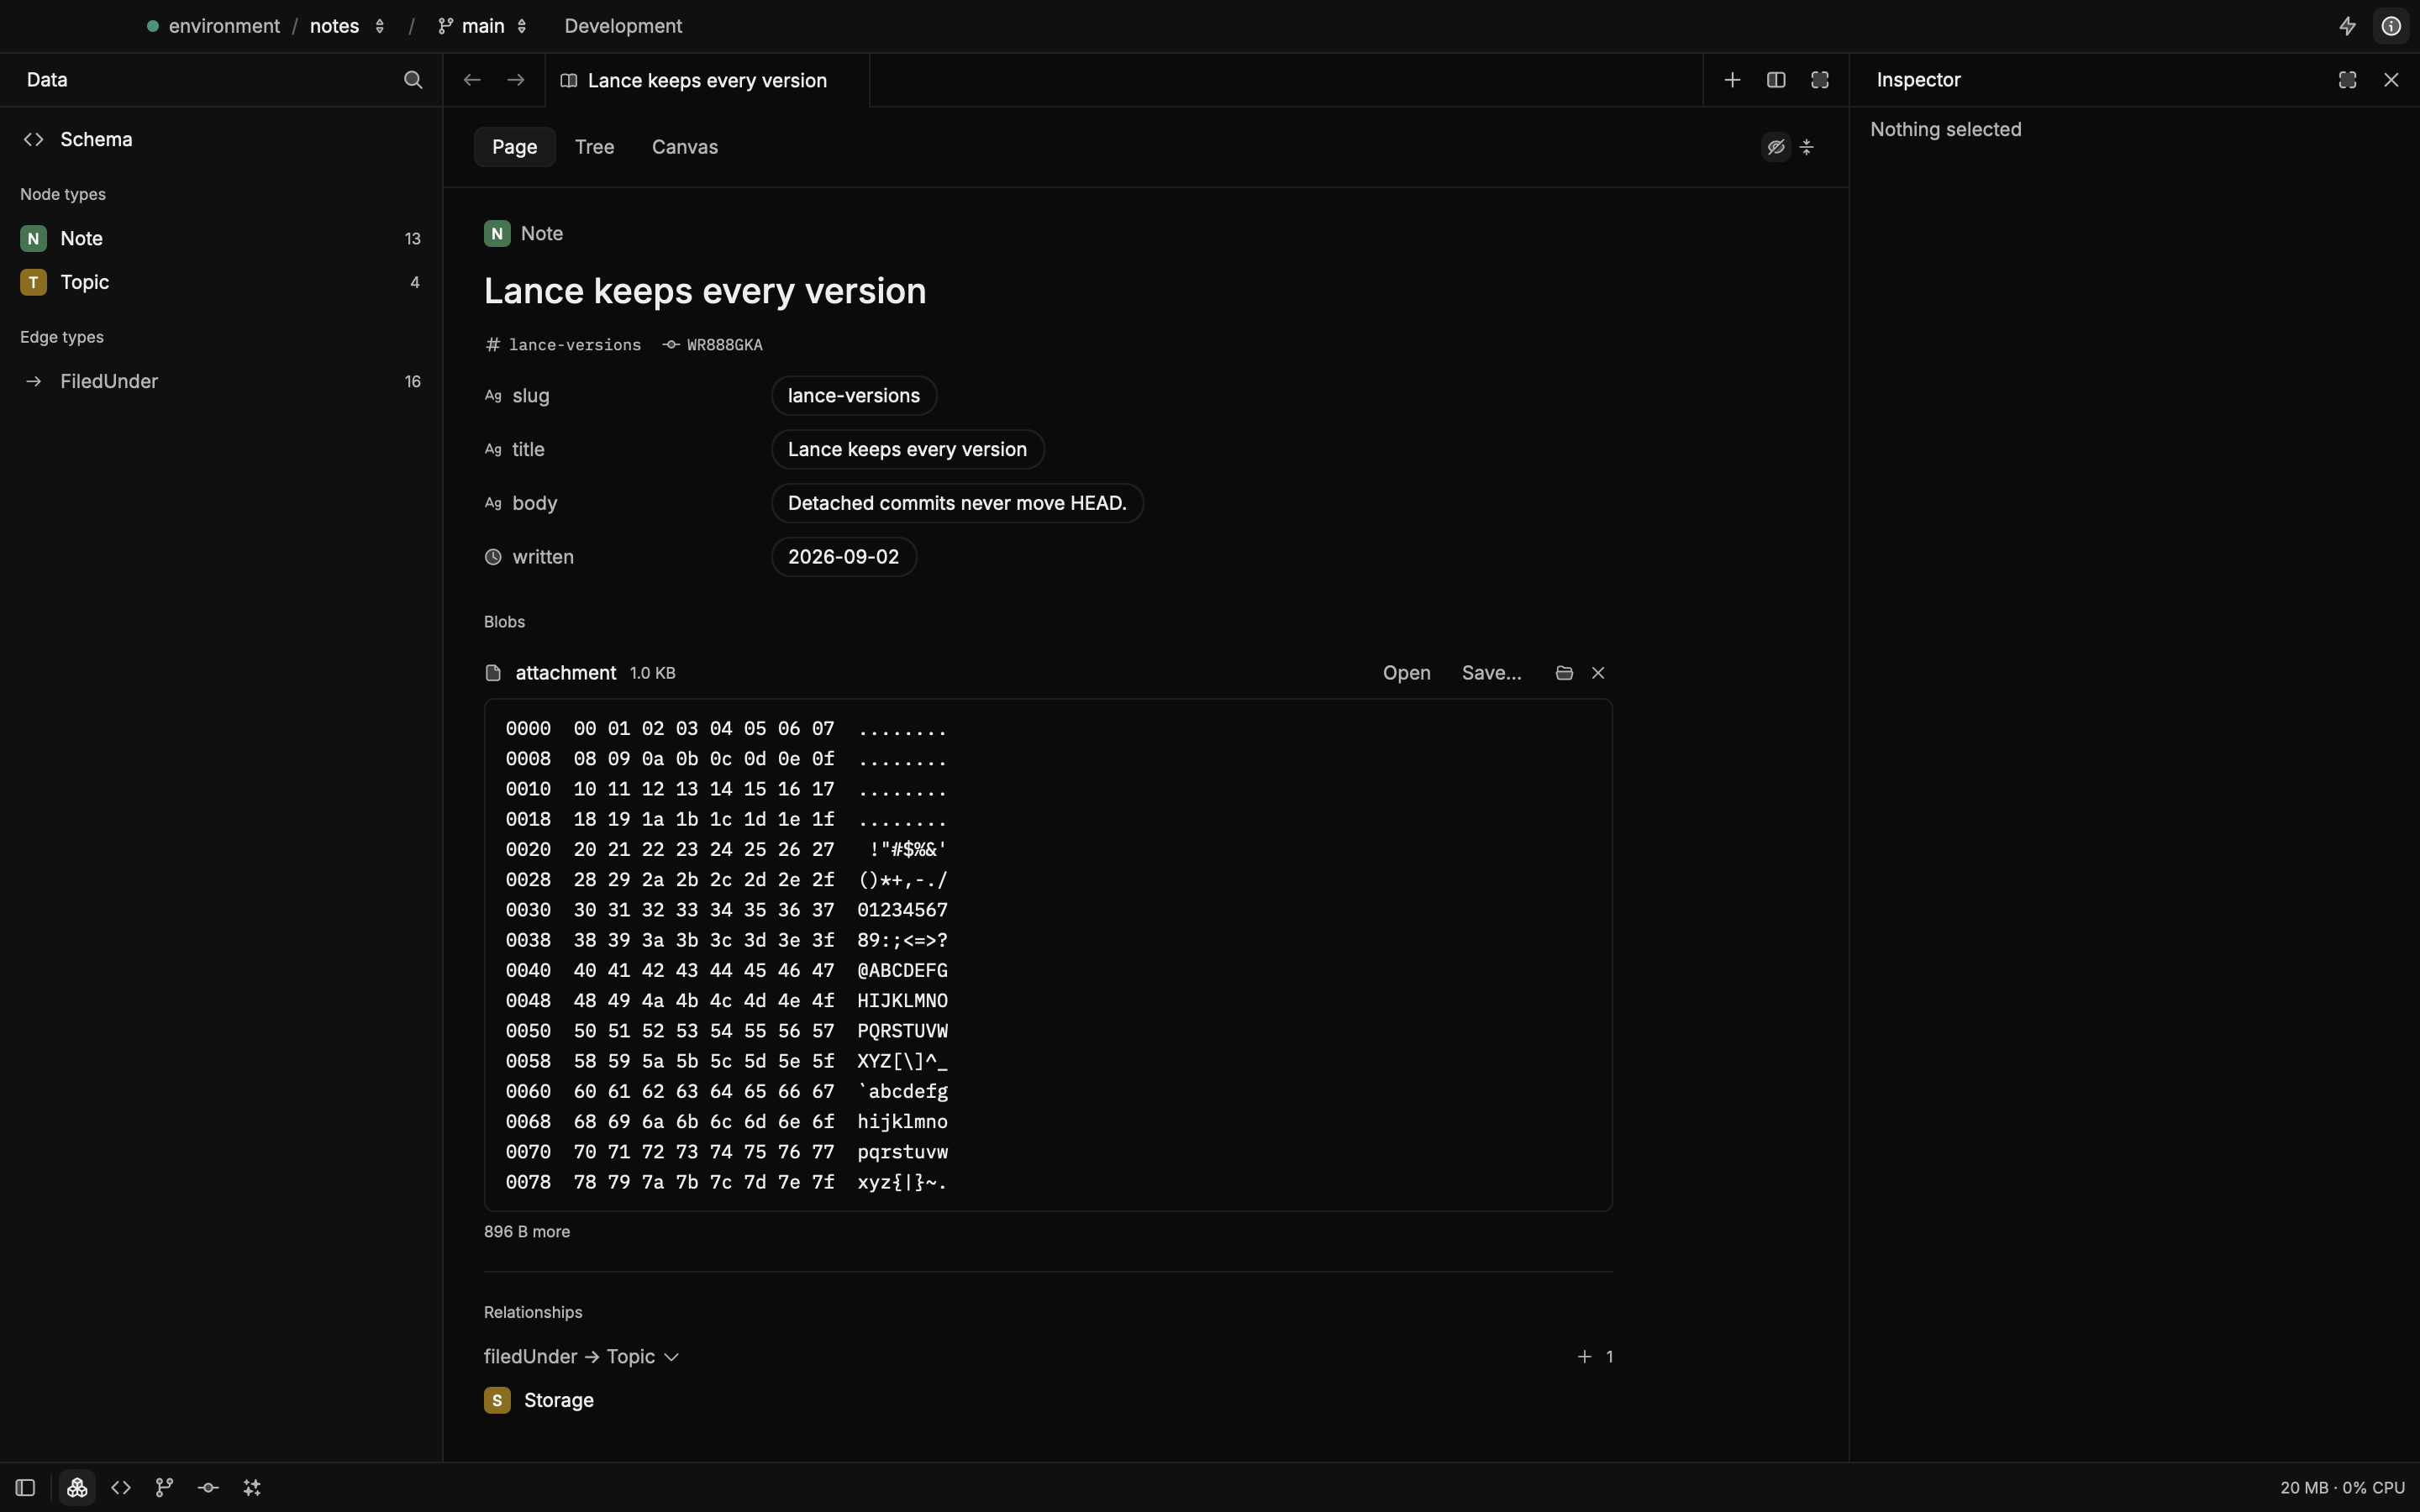 environment / notes / main Development
Data
Lance keeps every version
Inspector
Schema
Page Tree Canvas
Nothing selected
Node types
N Note 13
T Topic 4
Edge types
FiledUnder 16
N Note
Lance keeps every version
# lance-versions WR888GKA
Ag slug lance-versions
Ag title Lance keeps every version
Ag body Detached commits never move HEAD.
written 2026-09-02
Blobs
attachment 1.0 KB Open Save...
0000 00 01 02 03 04 05 06 07 ........
0008 08 09 0a 0b 0c 0d 0e 0f ........
0010 10 11 12 13 14 15 16 17 ........
0018 18 19 1a 1b 1c 1d 1e 1f ........
0020 20 21 22 23 24 25 26 27  !"#$%&'
0028 28 29 2a 2b 2c 2d 2e 2f ()*+,-./
0030 30 31 32 33 34 35 36 37 01234567
0038 38 39 3a 3b 3c 3d 3e 3f 89:;<=>?
0040 40 41 42 43 44 45 46 47 @ABCDEFG
0048 48 49 4a 4b 4c 4d 4e 4f HIJKLMNO
0050 50 51 52 53 54 55 56 57 PQRSTUVW
0058 58 59 5a 5b 5c 5d 5e 5f XYZ[\]^_
0060 60 61 62 63 64 65 66 67 `abcdefg
0068 68 69 6a 6b 6c 6d 6e 6f hijklmno
0070 70 71 72 73 74 75 76 77 pqrstuvw
0078 78 79 7a 7b 7c 7d 7e 7f xyz{|}~.
896 B more
Relationships
filedUnder → Topic + 1
S Storage
20 MB · 0% CPU